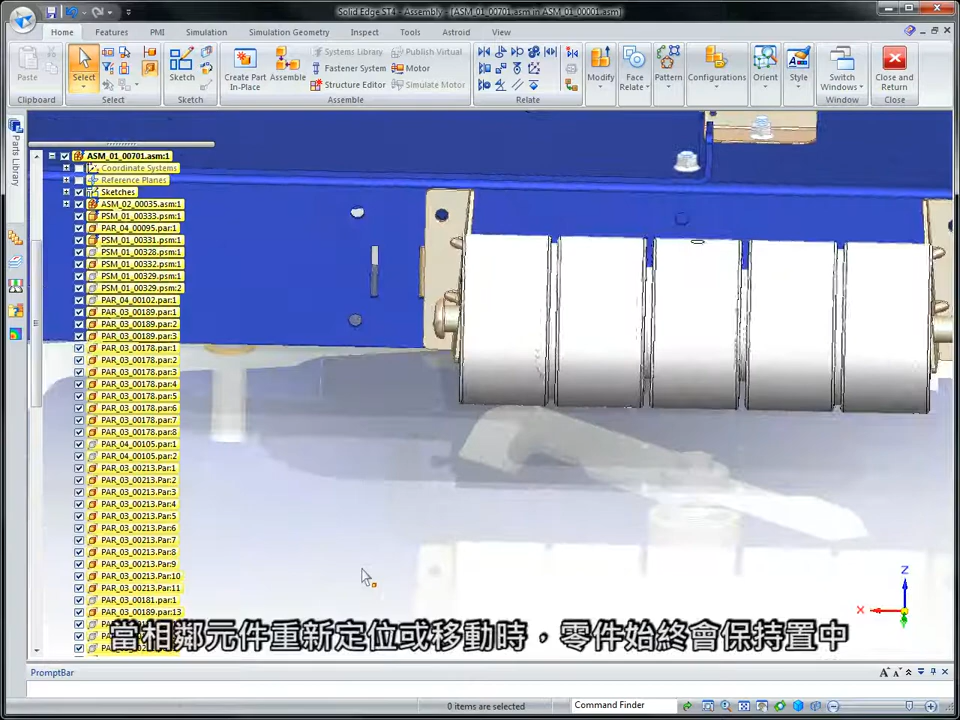 Solid Edge ST4 - Assembly - [ASM_01_00701.asm in ASM_01_00001.asm]
Home Features PMI Simulation Simulation Geometry Inspect Tools Astroid View
Paste
Select
Sketch
Create Part In-Place
Assemble
Systems Library
Fastener System
Structure Editor
Publish Virtual
Motor
Simulate Motor
Modify
Face Relate
Pattern
Configurations
Orient
Style
Switch Windows
Close and Return
Clipboard Select Sketch Assemble Relate Window Close
Parts Library
ASM_01_00701.asm:1
Coordinate Systems
Reference Planes
Sketches
ASM_02_00035.asm:1
PSM_01_00333.psm:1
PAR_04_00095.par:1
PSM_01_00331.psm:1
PSM_01_00328.psm:1
PSM_01_00332.psm:1
PSM_01_00329.psm:1
PSM_01_00329.psm:2
PAR_04_00102.par:1
PAR_03_00189.par:1
PAR_03_00189.par:2
PAR_03_00189.par:3
PAR_03_00178.par:1
PAR_03_00178.par:2
PAR_03_00178.par:3
PAR_03_00178.par:4
PAR_03_00178.par:5
PAR_03_00178.par:6
PAR_03_00178.par:7
PAR_03_00178.par:8
PAR_04_00105.par:1
PAR_04_00105.par:2
PAR_03_00213.Par:1
PAR_03_00213.Par:2
PAR_03_00213.Par:3
PAR_03_00213.Par:4
PAR_03_00213.Par:5
PAR_03_00213.Par:6
PAR_03_00213.Par:7
PAR_03_00213.Par:8
PAR_03_00213.Par:9
PAR_03_00213.Par:10
PAR_03_00213.Par:11
PAR_03_00181.par:1
PAR_03_00189.par:13
Z
X
當相鄰元件重新定位或移動時，零件始終會保持置中
PromptBar
0 items are selected
Command Finder